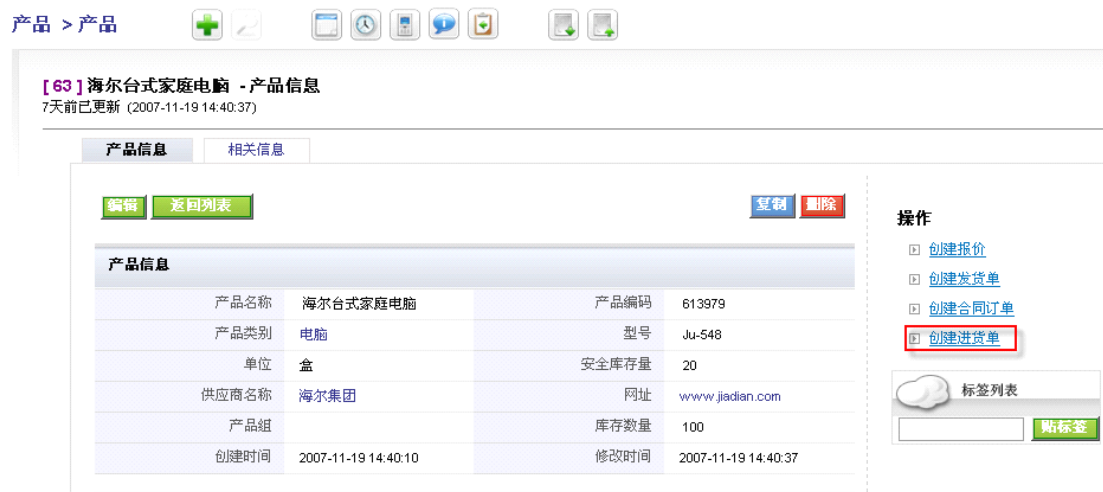 产品 > 产品
[ 63 ] 海尔台式家庭电脑 - 产品信息
7天前已更新 (2007-11-19 14:40:37)
产品信息 相关信息
编辑 返回列表 复制 删除
产品信息
产品名称 海尔台式家庭电脑 产品编码 613979
产品类别 电脑 型号 Ju-548
单位 盒 安全库存量 20
供应商名称 海尔集团 网址 www.jiadian.com
产品组 库存数量 100
创建时间 2007-11-19 14:40:10 修改时间 2007-11-19 14:40:37
操作
创建报价
创建发货单
创建合同订单
创建进货单
标签列表
贴标签